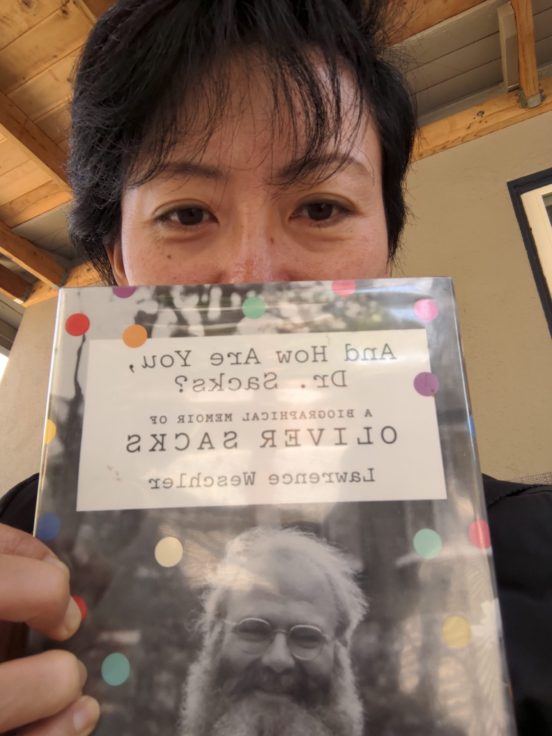 And How Are You,
Dr. Sacks?
A BIOGRAPHICAL MEMOIR OF
OLIVER SACKS
Lawrence Weschler